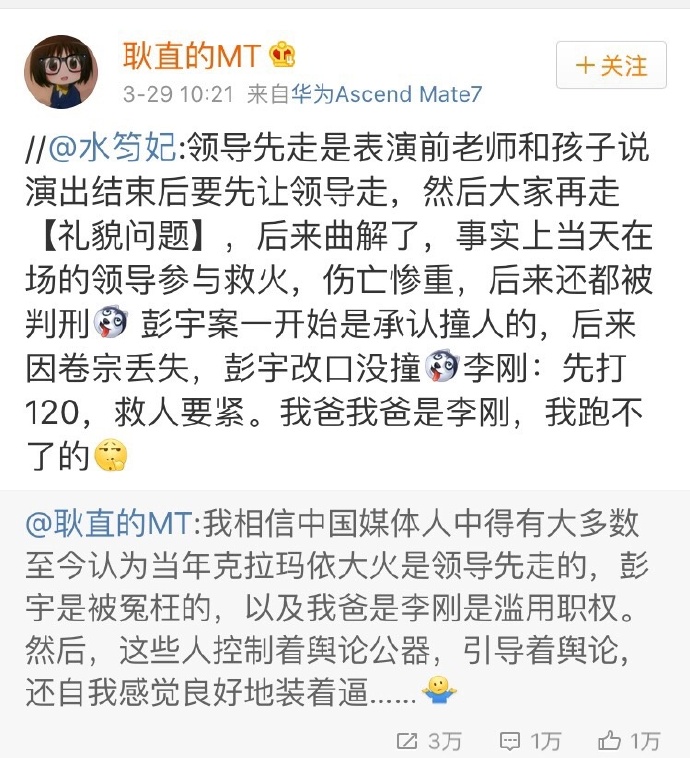 耿直的MT
+关注
3-29 10:21 来自华为Ascend Mate7
//@水笉妃:领导先走是表演前老师和孩子说
演出结束后要先让领导走，然后大家再走
【礼貌问题】，后来曲解了，事实上当天在
场的领导参与救火，伤亡惨重，后来还都被
判刑 彭宇案一开始是承认撞人的，后来
因卷宗丢失，彭宇改口没撞 李刚：先打
120，救人要紧。我爸我爸是李刚，我跑不
了的
@耿直的MT:我相信中国媒体人中得有大多数
至今认为当年克拉玛依大火是领导先走的，彭
宇是被冤枉的，以及我爸是李刚是滥用职权。
然后，这些人控制着舆论公器，引导着舆论，
还自我感觉良好地装着逼......
3万 1万 1万